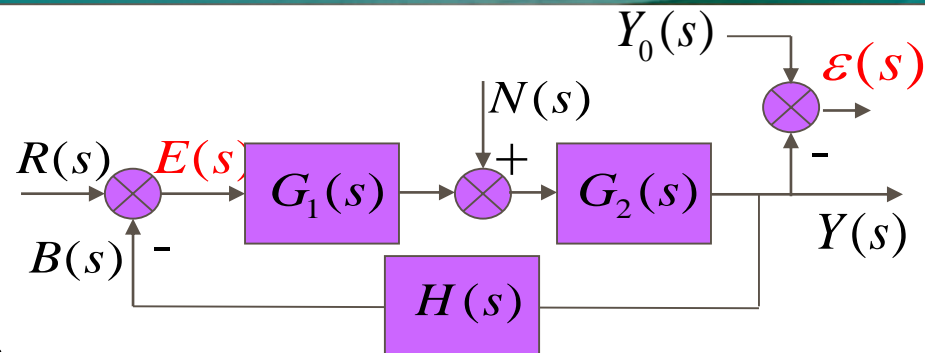 Y₀(s)
ε(s)
N(s)
R(s)
E(s)
+
-
G₁(s)
G₂(s)
Y(s)
B(s)
-
H(s)